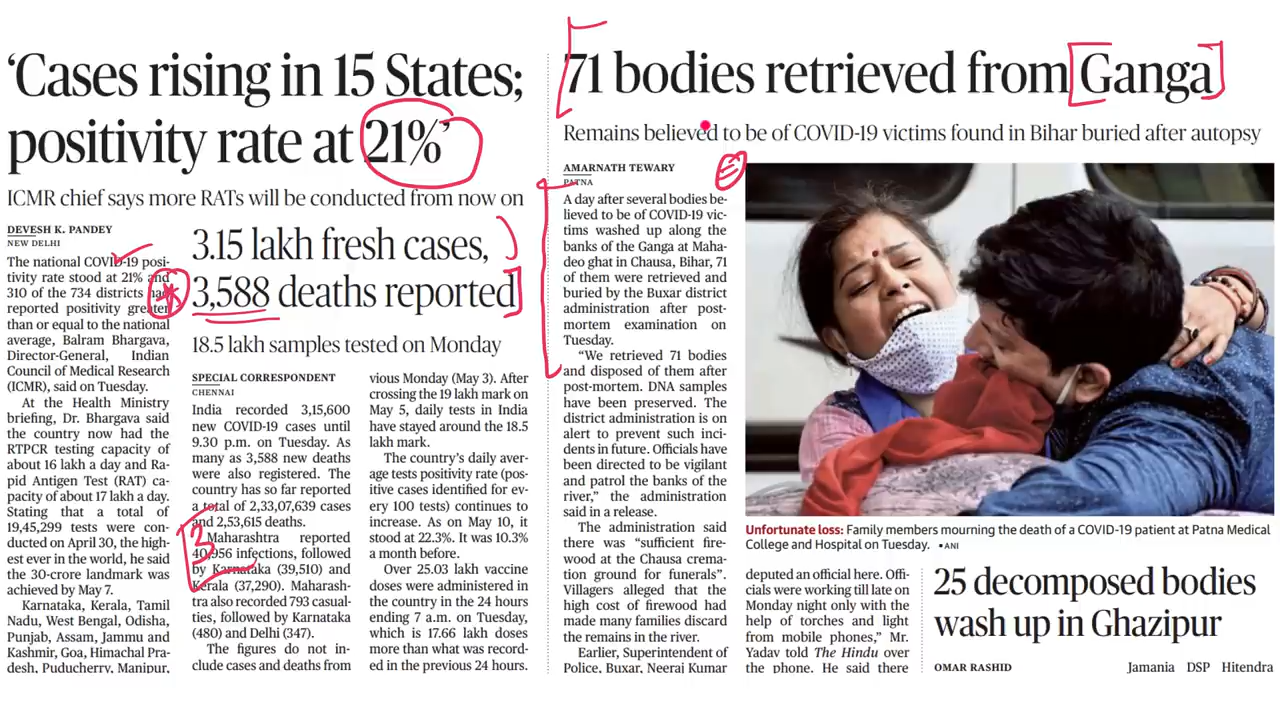 ‘Cases rising in 15 States;
positivity rate at 21%’
ICMR chief says more RATs will be conducted from now on
DEVESH K. PANDEY
NEW DELHI
The national COVID-19 posi-
tivity rate stood at 21% and
310 of the 734 districts had
reported positivity greater
than or equal to the national
average, Balram Bhargava,
Director-General, Indian
Council of Medical Research
(ICMR), said on Tuesday.
At the Health Ministry
briefing, Dr. Bhargava said
the country now had the
RTPCR testing capacity of
about 16 lakh a day and Ra-
pid Antigen Test (RAT) ca-
pacity of about 17 lakh a day.
Stating that a total of
19,45,299 tests were con-
ducted on April 30, the high-
est ever in the world, he said
the 30-crore landmark was
achieved by May 7.
Karnataka, Kerala, Tamil
Nadu, West Bengal, Odisha,
Punjab, Assam, Jammu and
Kashmir, Goa, Himachal Pra-
desh, Puducherry, Manipur,
3.15 lakh fresh cases,
3,588 deaths reported
18.5 lakh samples tested on Monday
SPECIAL CORRESPONDENT
CHENNAI
India recorded 3,15,600
new COVID-19 cases until
9.30 p.m. on Tuesday. As
many as 3,588 new deaths
were also registered. The
country has so far reported
a total of 2,33,07,639 cases
and 2,53,615 deaths.
Maharashtra reported
40,956 infections, followed
by Karnataka (39,510) and
Kerala (37,290). Maharash-
tra also recorded 793 casual-
ties, followed by Karnataka
(480) and Delhi (347).
The figures do not in-
clude cases and deaths from
vious Monday (May 3). After
crossing the 19 lakh mark on
May 5, daily tests in India
have stayed around the 18.5
lakh mark.
The country's daily aver-
age tests positivity rate (pos-
itive cases identified for ev-
ery 100 tests) continues to
increase. As on May 10, it
stood at 22.3%. It was 10.3%
a month before.
Over 25.03 lakh vaccine
doses were administered in
the country in the 24 hours
ending 7 a.m. on Tuesday,
which is 17.66 lakh doses
more than what was record-
ed in the previous 24 hours.
71 bodies retrieved from Ganga
Remains believed to be of COVID-19 victims found in Bihar buried after autopsy
AMARNATH TEWARY
PATNA
A day after several bodies be-
lieved to be of COVID-19 vic-
tims washed up along the
banks of the Ganga at Maha-
deo ghat in Chausa, Bihar, 71
of them were retrieved and
buried by the Buxar district
administration after post-
mortem examination on
Tuesday.
“We retrieved 71 bodies
and disposed of them after
post-mortem. DNA samples
have been preserved. The
district administration is on
alert to prevent such inci-
dents in future. Officials have
been directed to be vigilant
and patrol the banks of the
river,” the administration
said in a release.
The administration said
there was “sufficient fire-
wood at the Chausa crema-
tion ground for funerals”.
Villagers alleged that the
high cost of firewood had
made many families discard
the remains in the river.
Earlier, Superintendent of
Police, Buxar, Neeraj Kumar
Unfortunate loss: Family members mourning the death of a COVID-19 patient at Patna Medical
College and Hospital on Tuesday. • ANI
deputed an official here. Offi-
cials were working till late on
Monday night only with the
help of torches and light
from mobile phones,” Mr.
Yadav told The Hindu over
the phone. He said there
25 decomposed bodies
wash up in Ghazipur
OMAR RASHID
Jamania DSP Hitendra